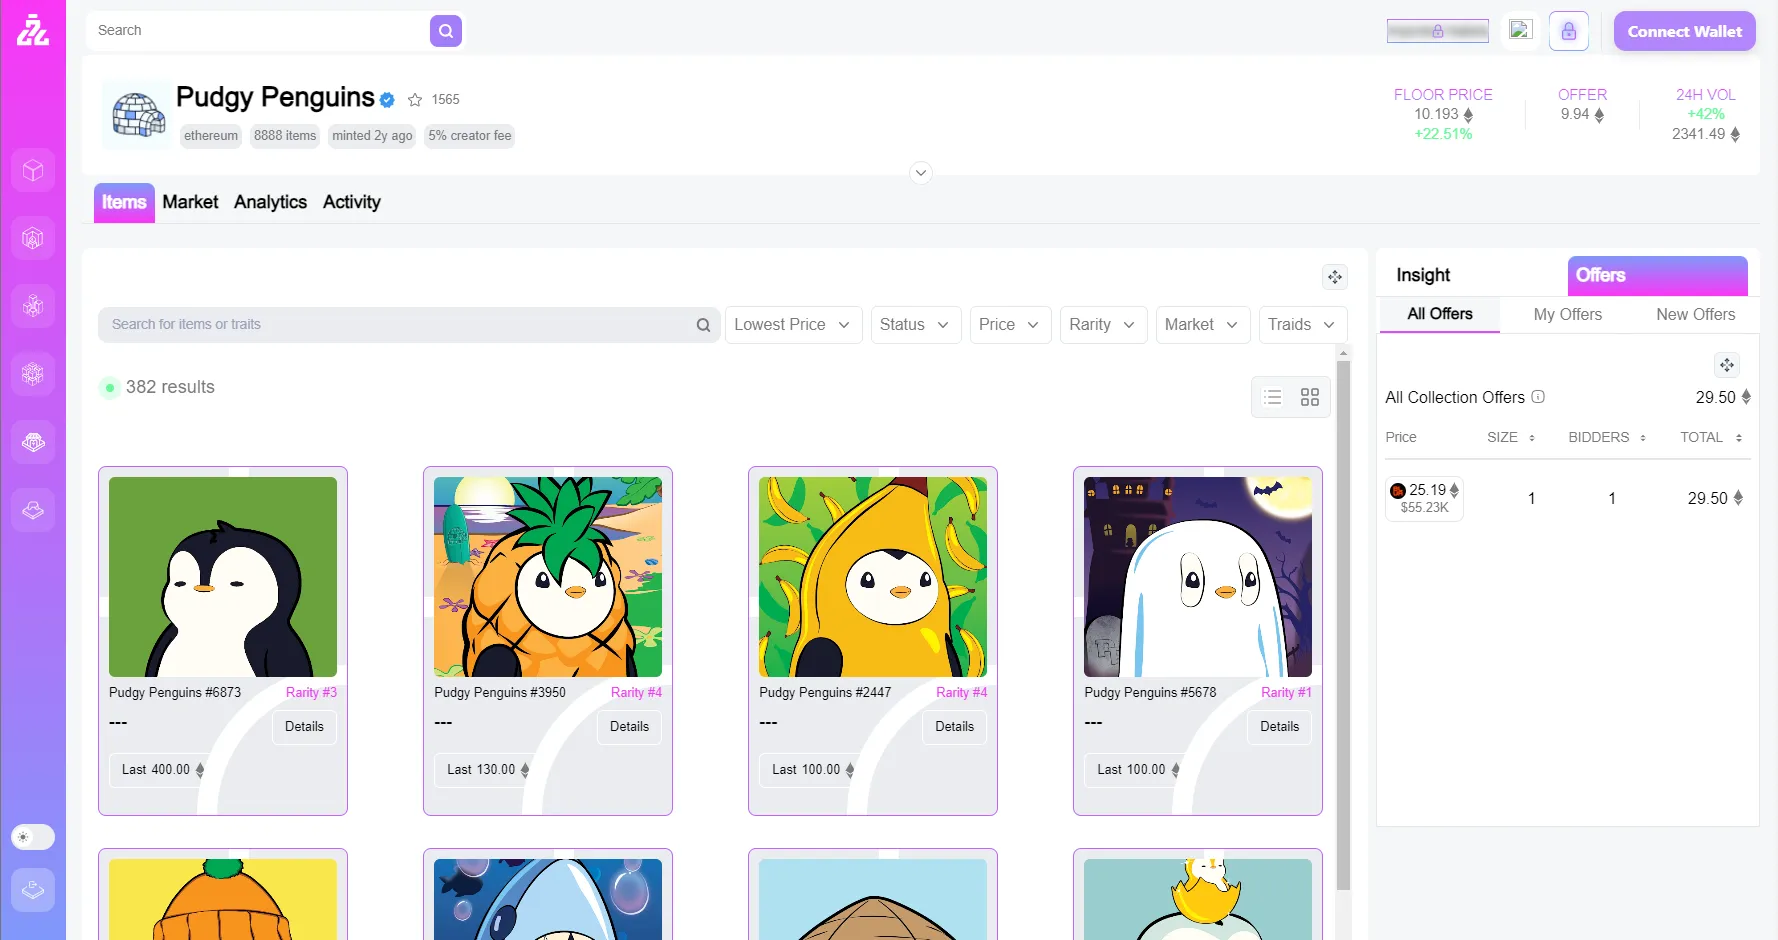 Search
Connect Wallet
Pudgy Penguins
1565
ethereum
8888 items
minted 2y ago
5% creator fee
FLOOR PRICE
10.193
+22.51%
OFFER
9.94
24H VOL
+42%
2341.49
Items
Market
Analytics
Activity
Search for items or traits
Lowest Price
Status
Price
Rarity
Market
Traids
382 results
Pudgy Penguins #6873
Rarity #3
---
Details
Last 400.00
Pudgy Penguins #3950
Rarity #4
---
Details
Last 130.00
Pudgy Penguins #2447
Rarity #4
---
Details
Last 100.00
Pudgy Penguins #5678
Rarity #1
---
Details
Last 100.00
Insight
Offers
All Offers
My Offers
New Offers
All Collection Offers
29.50
Price
SIZE
BIDDERS
TOTAL
25.19
$55.23K
1
1
29.50